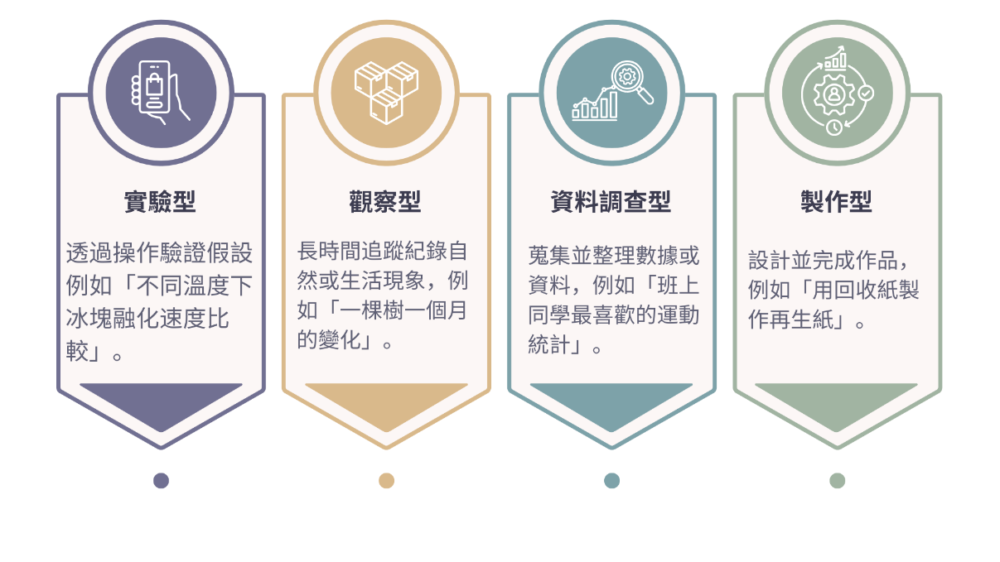 實驗型
透過操作驗證假設
例如「不同溫度下
冰塊融化速度比
較」。
觀察型
長時間追蹤紀錄自
然或生活現象，例
如「一棵樹一個月
的變化」。
資料調查型
蒐集並整理數據或
資料，例如「班上
同學最喜歡的運動
統計」。
製作型
設計並完成作品，
例如「用回收紙製
作再生紙」。